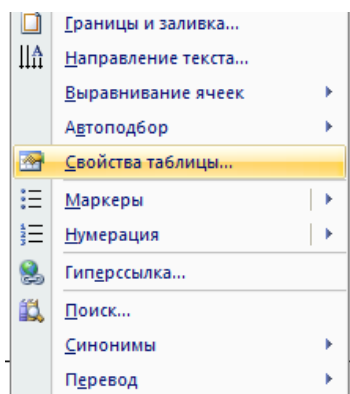 Границы и заливка...
Направление текста...
Выравнивание ячеек
Автоподбор
Свойства таблицы...
Маркеры
Нумерация
Гиперссылка...
Поиск...
Синонимы
Перевод